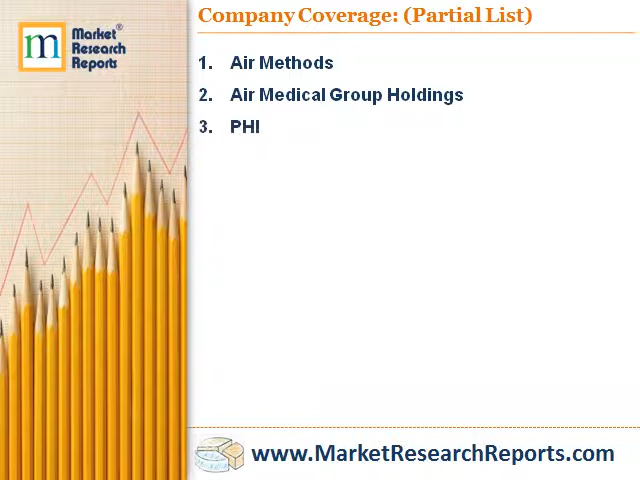 m
Market
Research
Reports
®
Company Coverage: (Partial List)
1. Air Methods
2. Air Medical Group Holdings
3. PHI
www.MarketResearchReports.com